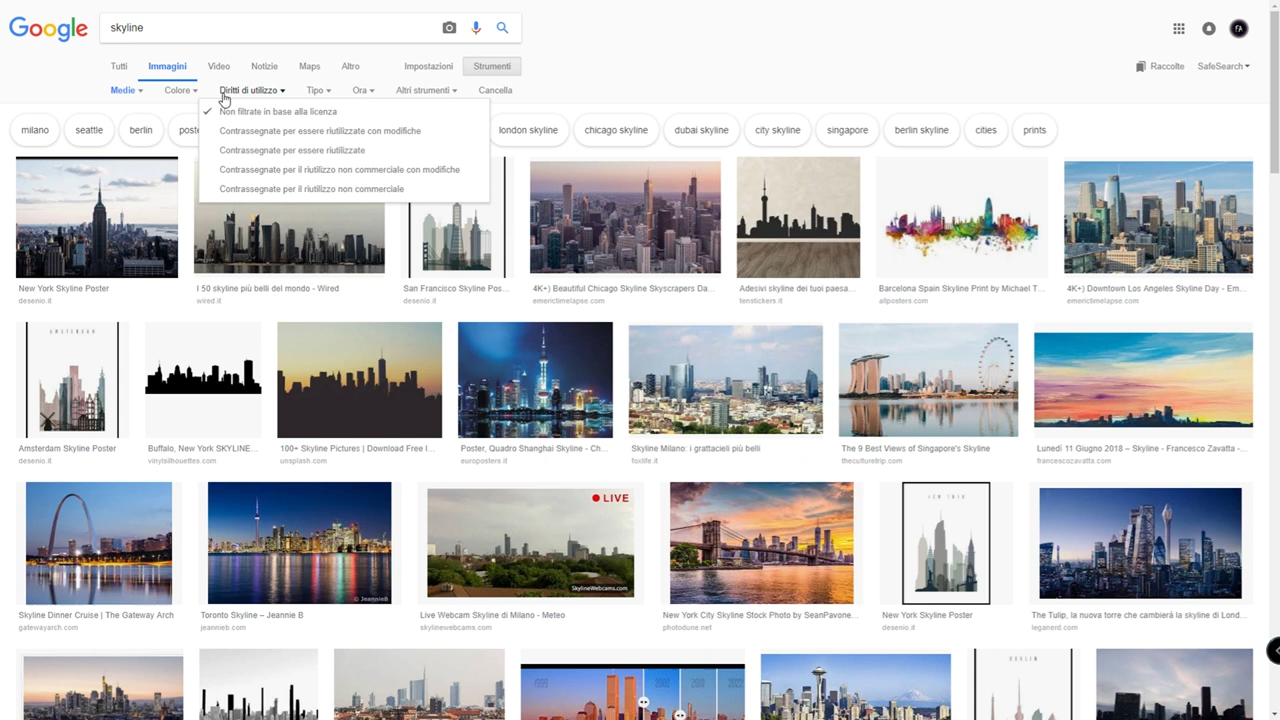 Google
skyline
FA
Tutti Immagini Video Notizie Maps Altro Impostazioni Strumenti
Raccolte SafeSearch
Medie Colore Diritti di utilizzo Tipo Ora Altri strumenti Cancella
Non filtrate in base alla licenza
Contrassegnate per essere riutilizzate con modifiche
Contrassegnate per essere riutilizzate
Contrassegnate per il riutilizzo non commerciale con modifiche
Contrassegnate per il riutilizzo non commerciale
milano seattle berlin poste london skyline chicago skyline dubai skyline city skyline singapore berlin skyline cities prints
New York Skyline Poster
desenio.it
I 50 skyline più belli del mondo - Wired
wired.it
San Francisco Skyline Pos...
desenio.it
4K+) Beautiful Chicago Skyline Skyscrapers Da...
emerictimelapse.com
Adesivi skyline dei tuoi paesa...
tenstickers.it
Barcelona Spain Skyline Print by Michael T...
allposters.com
4K+) Downtown Los Angeles Skyline Day - Em...
emerictimelapse.com
AMSTERDAM
Amsterdam Skyline Poster
desenio.it
Buffalo, New York SKYLINE...
vinylsilhouettes.com
100+ Skyline Pictures | Download Free I...
unsplash.com
Poster, Quadro Shanghai Skyline - Ch...
europosters.it
Skyline Milano: i grattacieli più belli
foxlife.it
The 9 Best Views of Singapore's Skyline
theculturetrip.com
Lunedì 11 Giugno 2018 – Skyline - Francesco Zavatta -...
francescozavatta.com
© JeannieB
LIVE
SkylineWebcams.com
NEW YORK
Skyline Dinner Cruise | The Gateway Arch
gatewayarch.com
Toronto Skyline – Jeannie B
jeannieb.com
Live Webcam Skyline di Milano - Meteo
skylinewebcams.com
New York City Skyline Stock Photo by SeanPavone...
photodune.net
New York Skyline Poster
desenio.it
The Tulip, la nuova torre che cambierà la skyline di Lond...
leganerd.com
DUBLIN